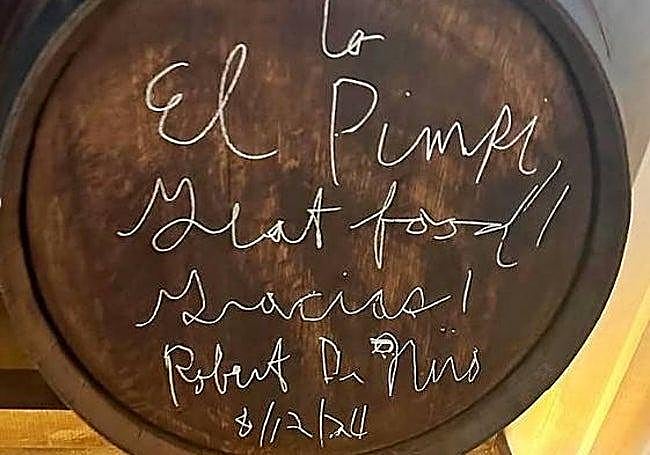 to
El Pimpi,
Great food!!
Gracias!
Robert De Niro
8/12/24